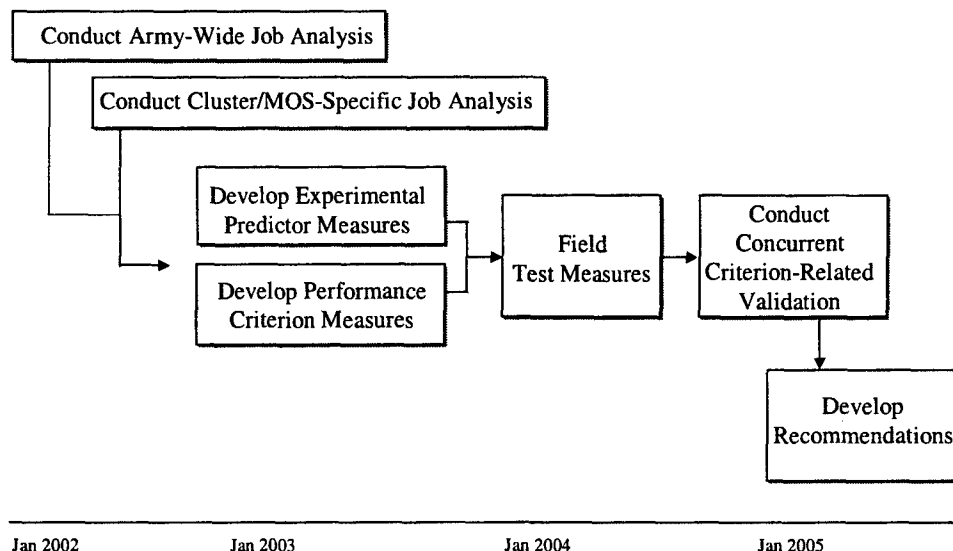 Conduct Army-Wide Job Analysis
Conduct Cluster/MOS-Specific Job Analysis
Develop Experimental
Predictor Measures
Develop Performance
Criterion Measures
Field
Test Measures
Conduct
Concurrent
Criterion-Related
Validation
Develop
Recommendations
Jan 2002
Jan 2003
Jan 2004
Jan 2005